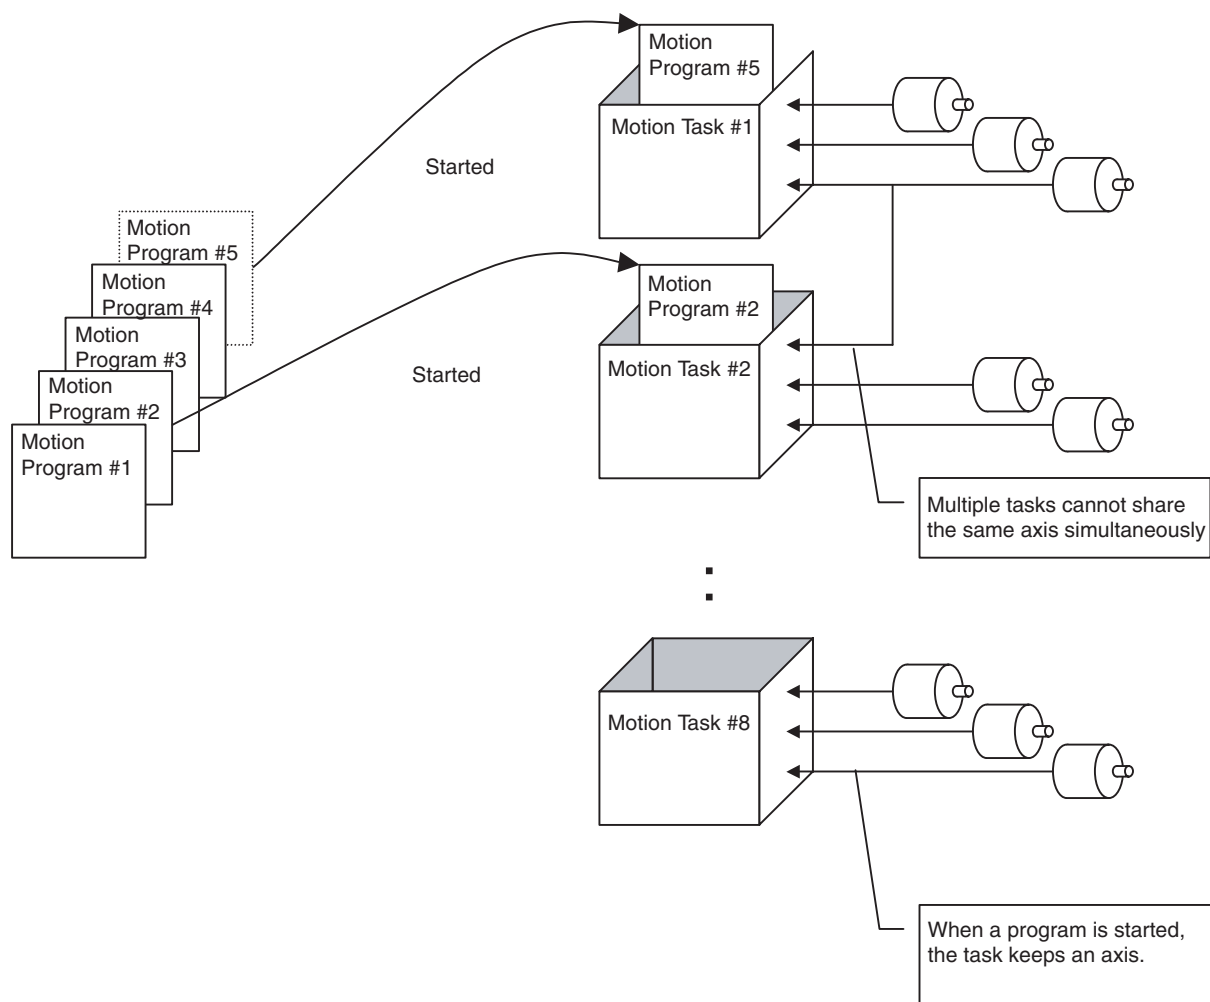 Motion
Program #5
Motion Task #1
Started
Motion
Program #5
Motion
Program #4
Motion
Program #3
Motion
Program #2
Motion
Program #1
Motion
Program #2
Motion Task #2
Started
Multiple tasks cannot share
the same axis simultaneously
:
Motion Task #8
When a program is started,
the task keeps an axis.